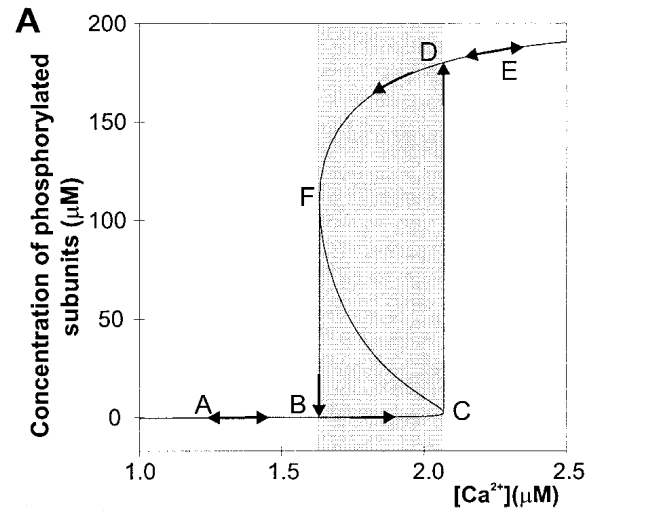 A
Concentration of phosphorylated
subunits (μM)
200
150
100
50
0
D
E
F
A
B
C
1.0
1.5
2.0
2.5
[Ca²⁺](μM)